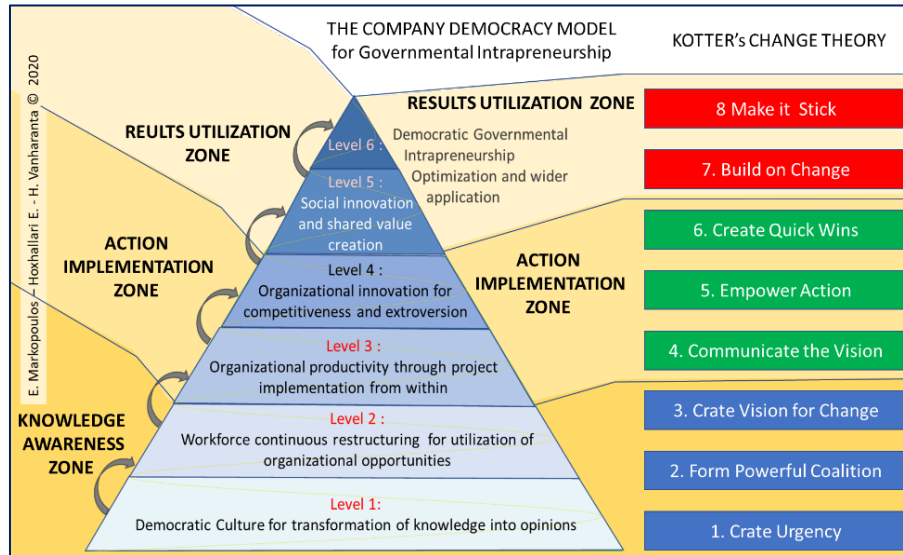 THE COMPANY DEMOCRACY MODEL
for Governmental Intrapreneurship
KOTTER's CHANGE THEORY
E. Markopoulos – Hoxhallari E. - H. Vanharanta © 2020
REULTS UTILIZATION
ZONE
ACTION
IMPLEMENTATION
ZONE
KNOWLEDGE
AWARENESS
ZONE
Level 6 :
Level 5 :
Social innovation
and shared value
creation
Level 4 :
Organizational innovation for
competitiveness and extroversion
Level 3 :
Organizational productivity through project
implementation from within
Level 2 :
Workforce continuous restructuring for utilization of
organizational opportunities
Level 1:
Democratic Culture for transformation of knowledge into opinions
RESULTS UTILIZATION ZONE
Democratic Governmental
Intrapreneurship
Optimization and wider
application
ACTION
IMPLEMENTATION
ZONE
8 Make it Stick
7. Build on Change
6. Create Quick Wins
5. Empower Action
4. Communicate the Vision
3. Crate Vision for Change
2. Form Powerful Coalition
1. Crate Urgency